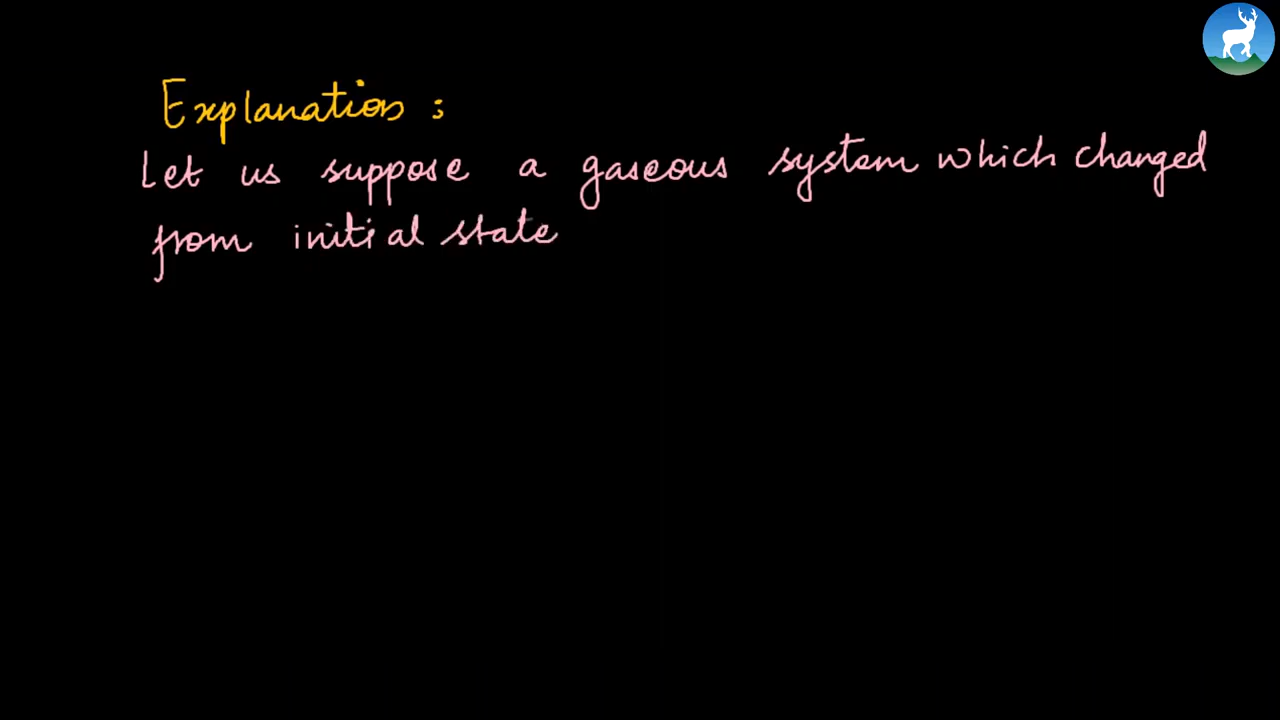 Explanation :
Let us suppose a gaseous system which changed
from initial state